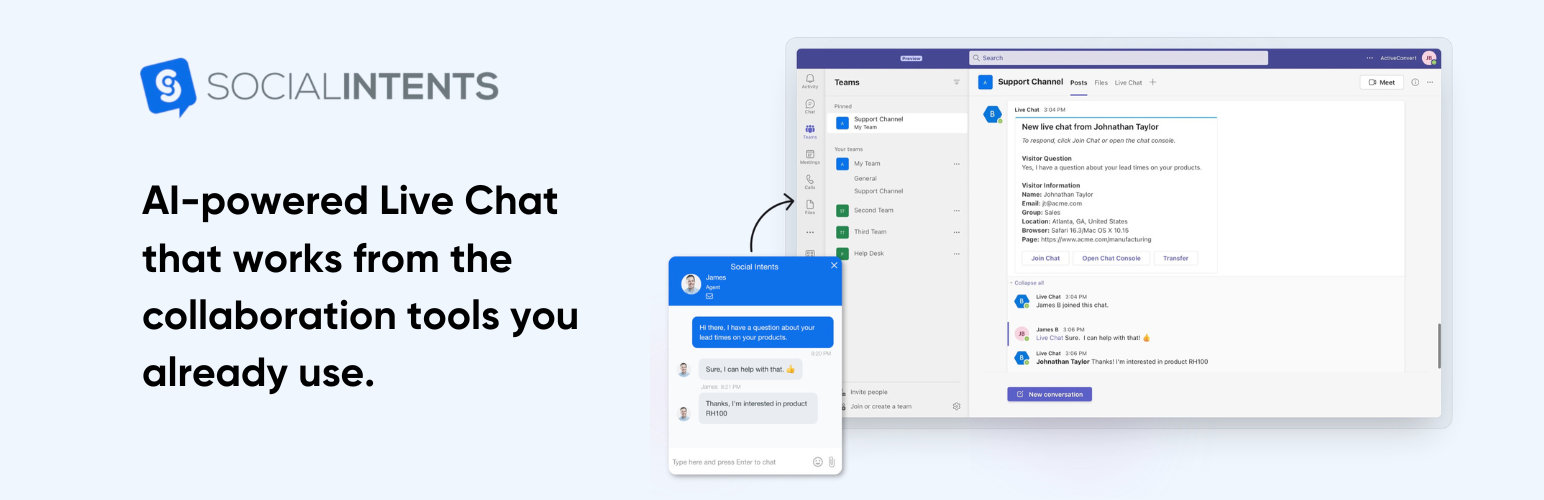 SOCIALINTENTS
AI-powered Live Chat
that works from the
collaboration tools you
already use.
Preview
Search
ActiveConvert
JB
Activity
Chat
Teams
Meetings
Calls
Files
Teams
Pinned
Support Channel
My Team
Your teams
My Team
General
Support Channel
ST
Second Team
TT
Third Team
Help Desk
Invite people
Join or create a team
A
Support Channel
Posts
Files
Live Chat
Meet
B
Live Chat 3:04 PM
New live chat from Johnathan Taylor
To respond, click Join Chat or open the chat console.
Visitor Question
Yes, I have a question about your lead times on your products.
Visitor Information
Name: Johnathan Taylor
Email: jt@acme.com
Group: Sales
Location: Atlanta, GA, United States
Browser: Safari 16.3/Mac OS X 10.15
Page: https://www.acme.com/manufacturing
Join Chat
Open Chat Console
Transfer
Collapse all
B
Live Chat 3:04 PM
James B joined this chat.
JB
James B 3:06 PM
Live Chat Sure. I can help with that! 👍
B
Live Chat 3:06 PM
Johnathan Taylor Thanks! I'm interested in product RH100
New conversation
Social Intents
James
Agent
Hi there, I have a question about your
lead times on your products.
Sure, I can help with that. 👍
James 9:21 PM
Thanks, I'm interested in product
RH100
Type here and press Enter to chat